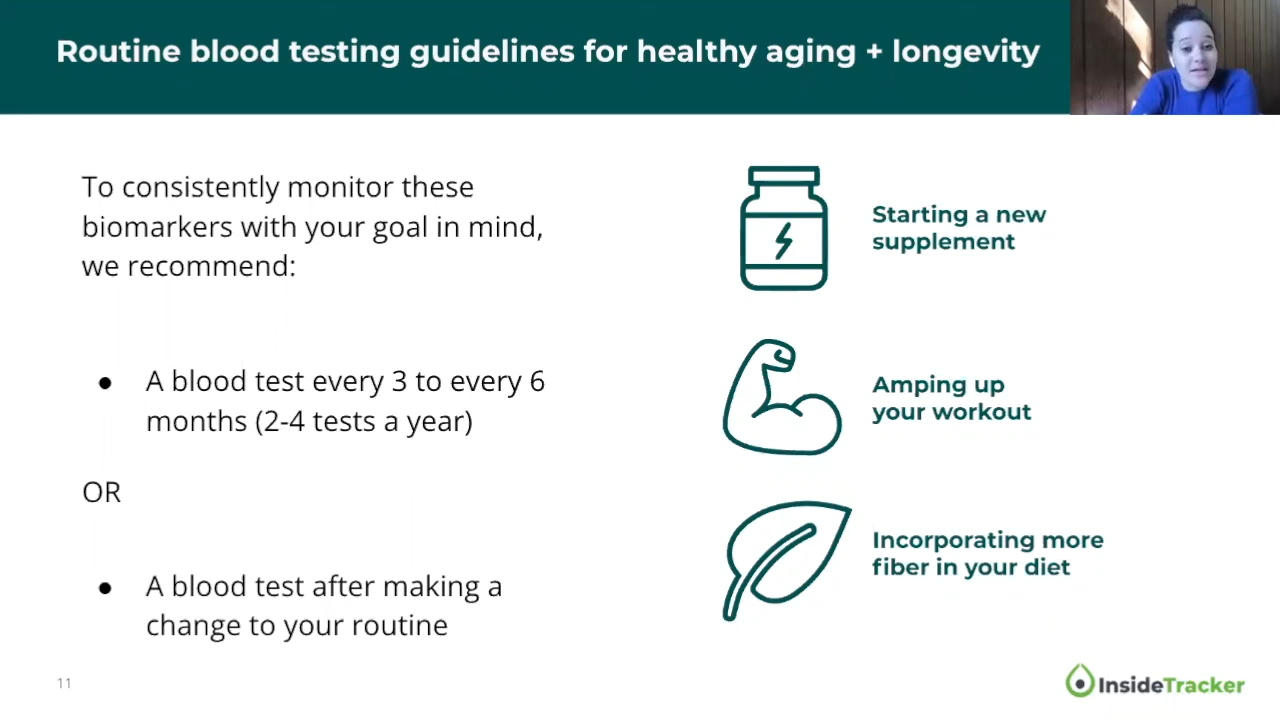 Routine blood testing guidelines for healthy aging + longevity
To consistently monitor these
biomarkers with your goal in mind,
we recommend:
● A blood test every 3 to every 6
months (2-4 tests a year)
OR
● A blood test after making a
change to your routine
Starting a new
supplement
Amping up
your workout
Incorporating more
fiber in your diet
11
InsideTracker